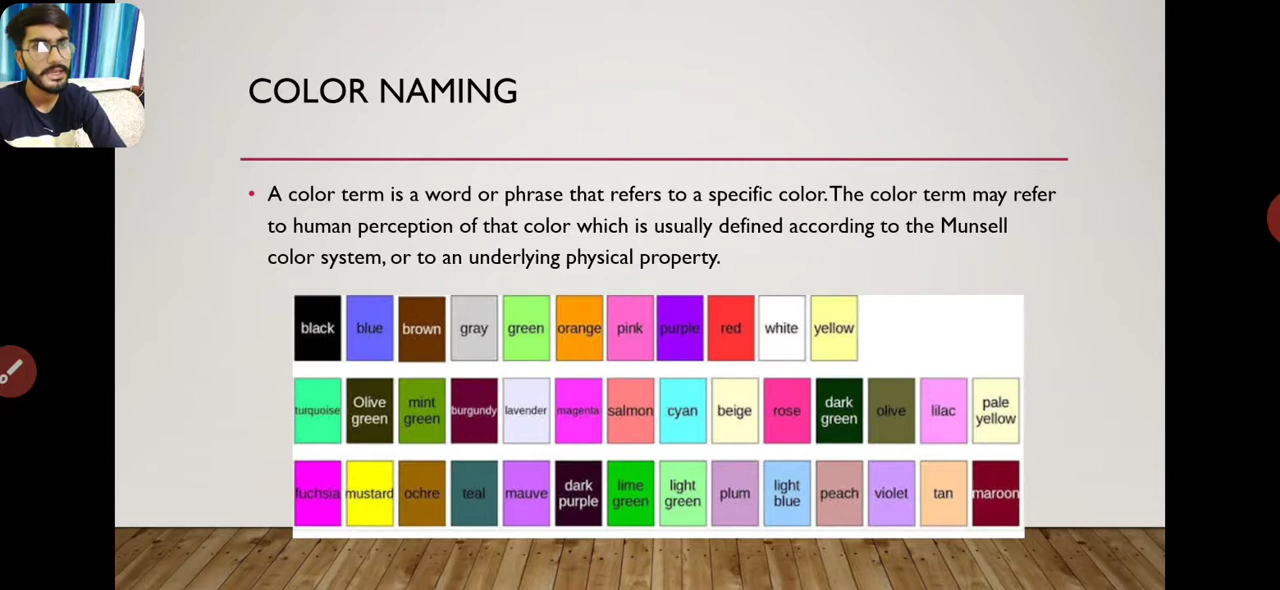 COLOR NAMING
• A color term is a word or phrase that refers to a specific color. The color term may refer
to human perception of that color which is usually defined according to the Munsell
color system, or to an underlying physical property.
black blue brown gray green orange pink purple red white yellow
turquoise Olive green mint green burgundy lavender magenta salmon cyan beige rose dark green olive lilac pale yellow
fuchsia mustard ochre teal mauve dark purple lime green light green plum light blue peach violet tan maroon